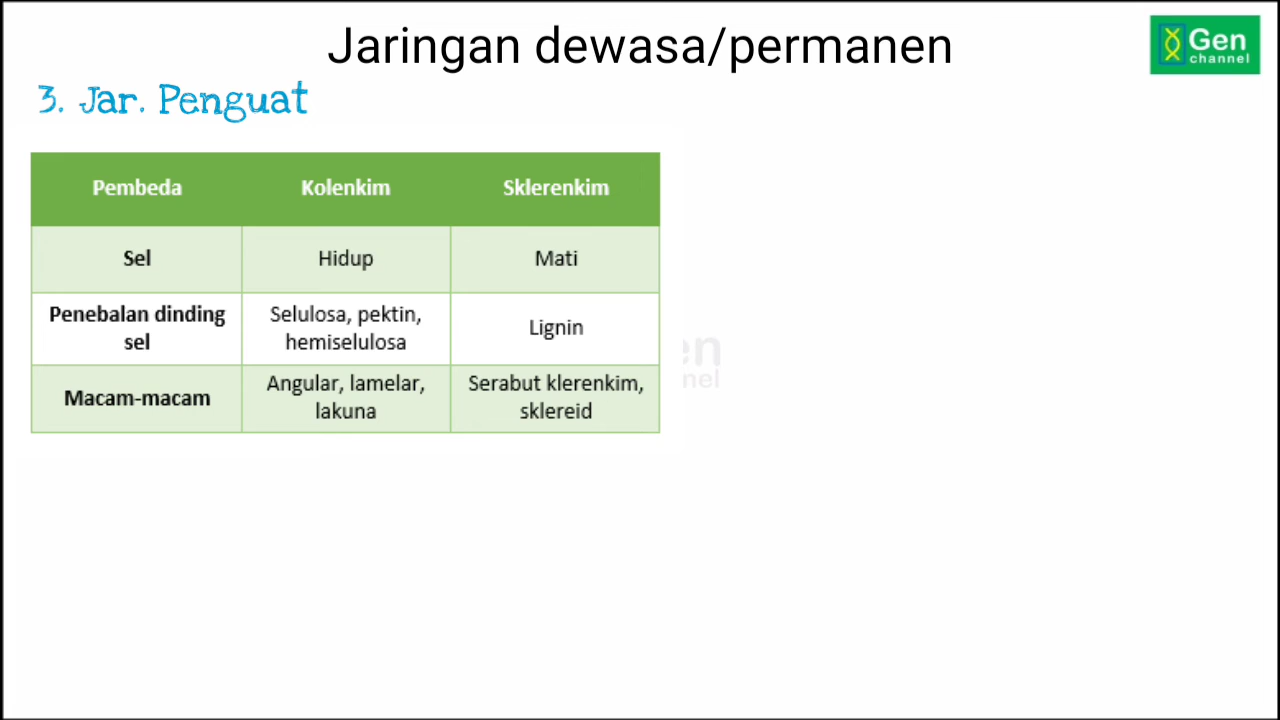 Jaringan dewasa/permanen
Gen
channel
3. Jar. Penguat
Pembeda Kolenkim Sklerenkim
Sel Hidup Mati
Penebalan dinding sel Selulosa, pektin, hemiselulosa Lignin
Macam-macam Angular, lamelar, lakuna Serabut klerenkim, sklereid